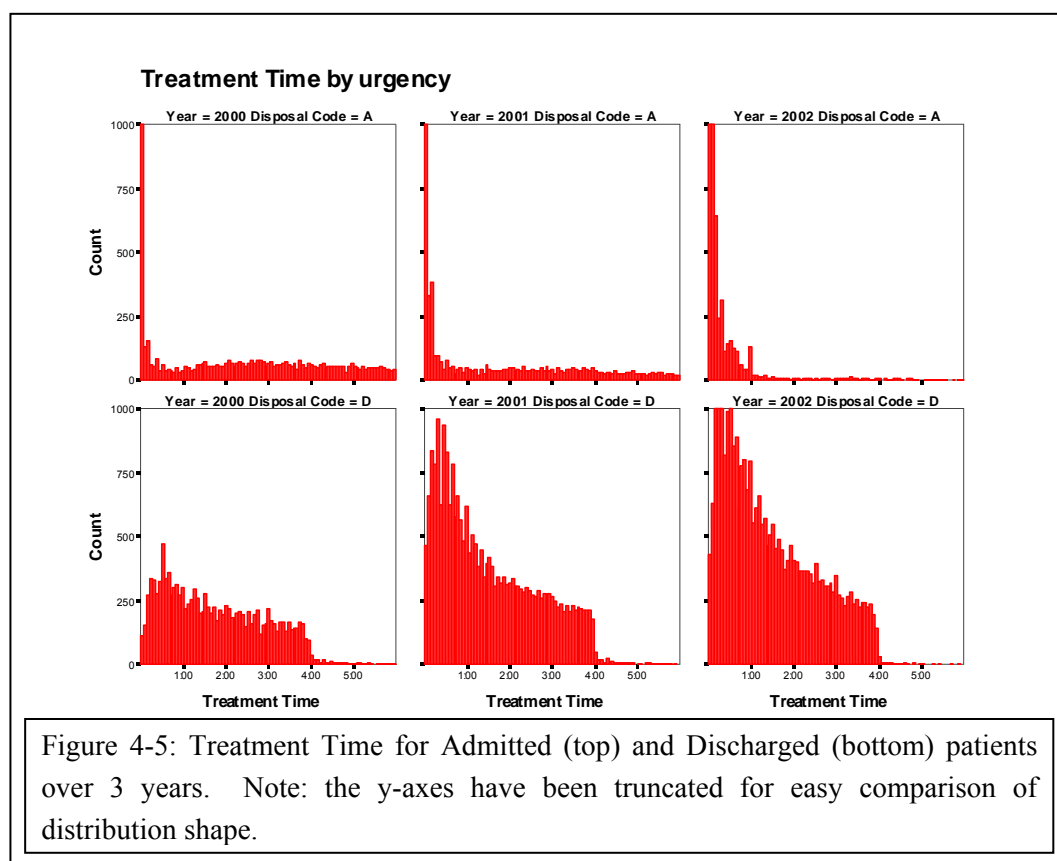 Treatment Time by urgency
Year = 2000 Disposal Code = A
Year = 2001 Disposal Code = A
Year = 2002 Disposal Code = A
1000
750
500
250
0
Count
Year = 2000 Disposal Code = D
Year = 2001 Disposal Code = D
Year = 2002 Disposal Code = D
1000
750
500
250
0
Count
1:00 2:00 3:00 4:00 5:00
1:00 2:00 3:00 4:00 5:00
1:00 2:00 3:00 4:00 5:00
Treatment Time
Treatment Time
Treatment Time
Figure 4-5: Treatment Time for Admitted (top) and Discharged (bottom) patients
over 3 years. Note: the y-axes have been truncated for easy comparison of
distribution shape.